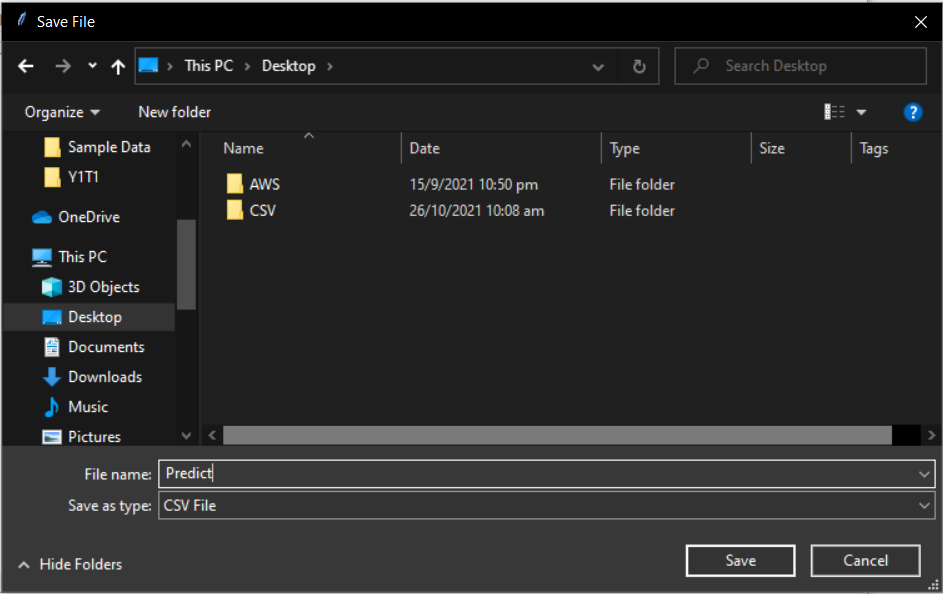 Save File
This PC Desktop Search Desktop
Organize New folder
Sample Data
Y1T1
OneDrive
This PC
3D Objects
Desktop
Documents
Downloads
Music
Pictures
Name Date Type Size Tags
AWS 15/9/2021 10:50 pm File folder
CSV 26/10/2021 10:08 am File folder
File name: Predict
Save as type: CSV File
Hide Folders Save Cancel